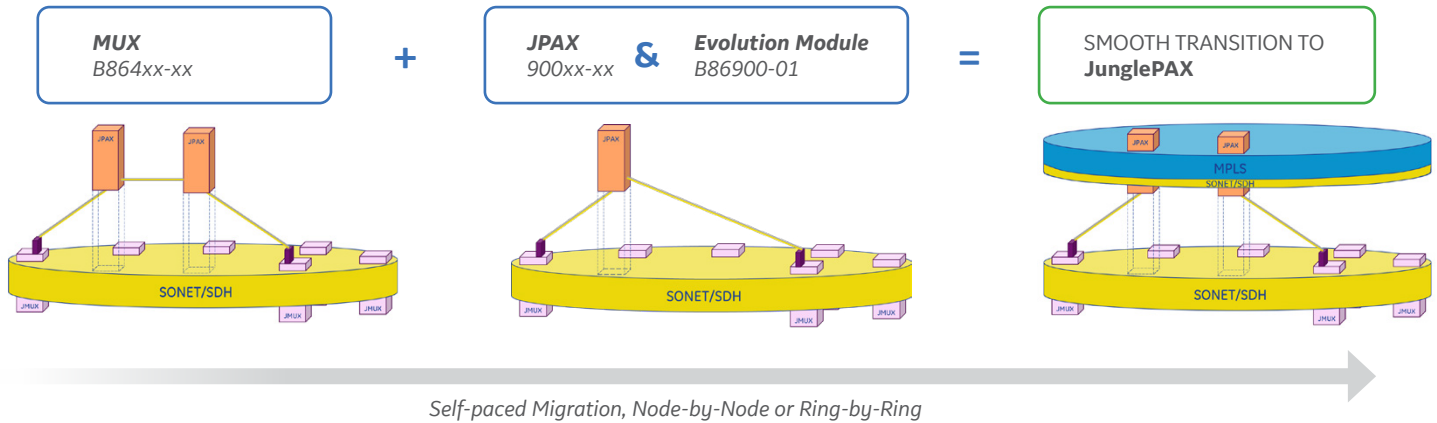 MUX
B864xx-xx
+
JPAX
900xx-xx
&
Evolution Module
B86900-01
=
SMOOTH TRANSITION TO
JunglePAX
JPAX
JPAX
SONET/SDH
JMUX
JMUX
JMUX
JPAX
SONET/SDH
JMUX
JMUX
JMUX
JPAX
JPAX
MPLS
SONET/SDH
SONET/SDH
JMUX
JMUX
JMUX
Self-paced Migration, Node-by-Node or Ring-by-Ring